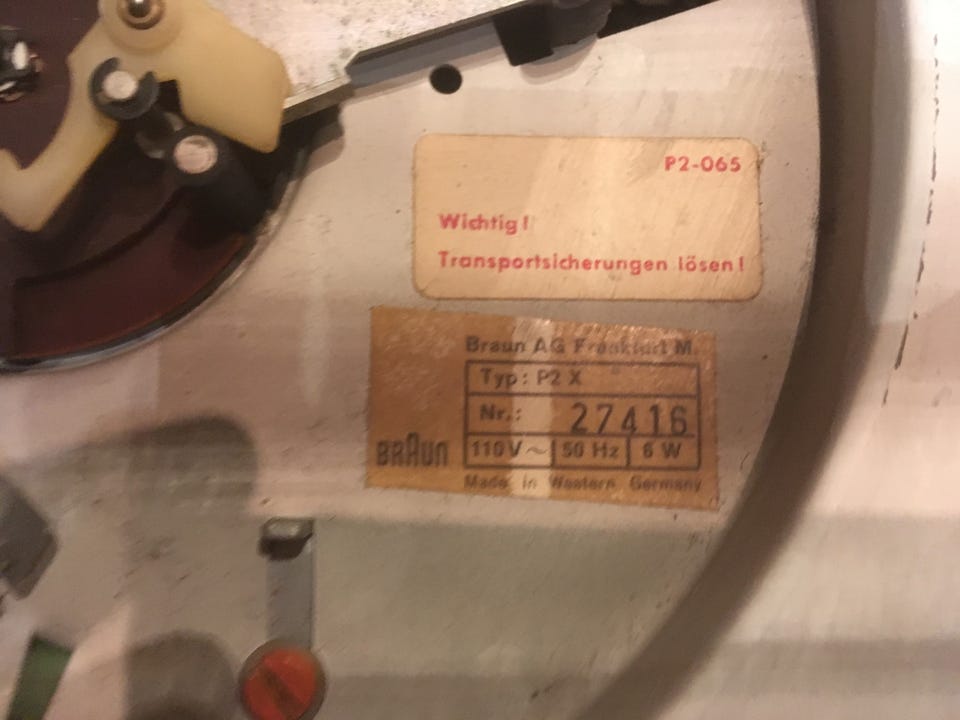 P2-065
Wichtig!
Transportsicherungen lösen!
Braun AG Frankfurt M.
Typ: P2 X
Nr.: 27416
BRAUN 110V~ 50 Hz 6 W
Made in Western Germany